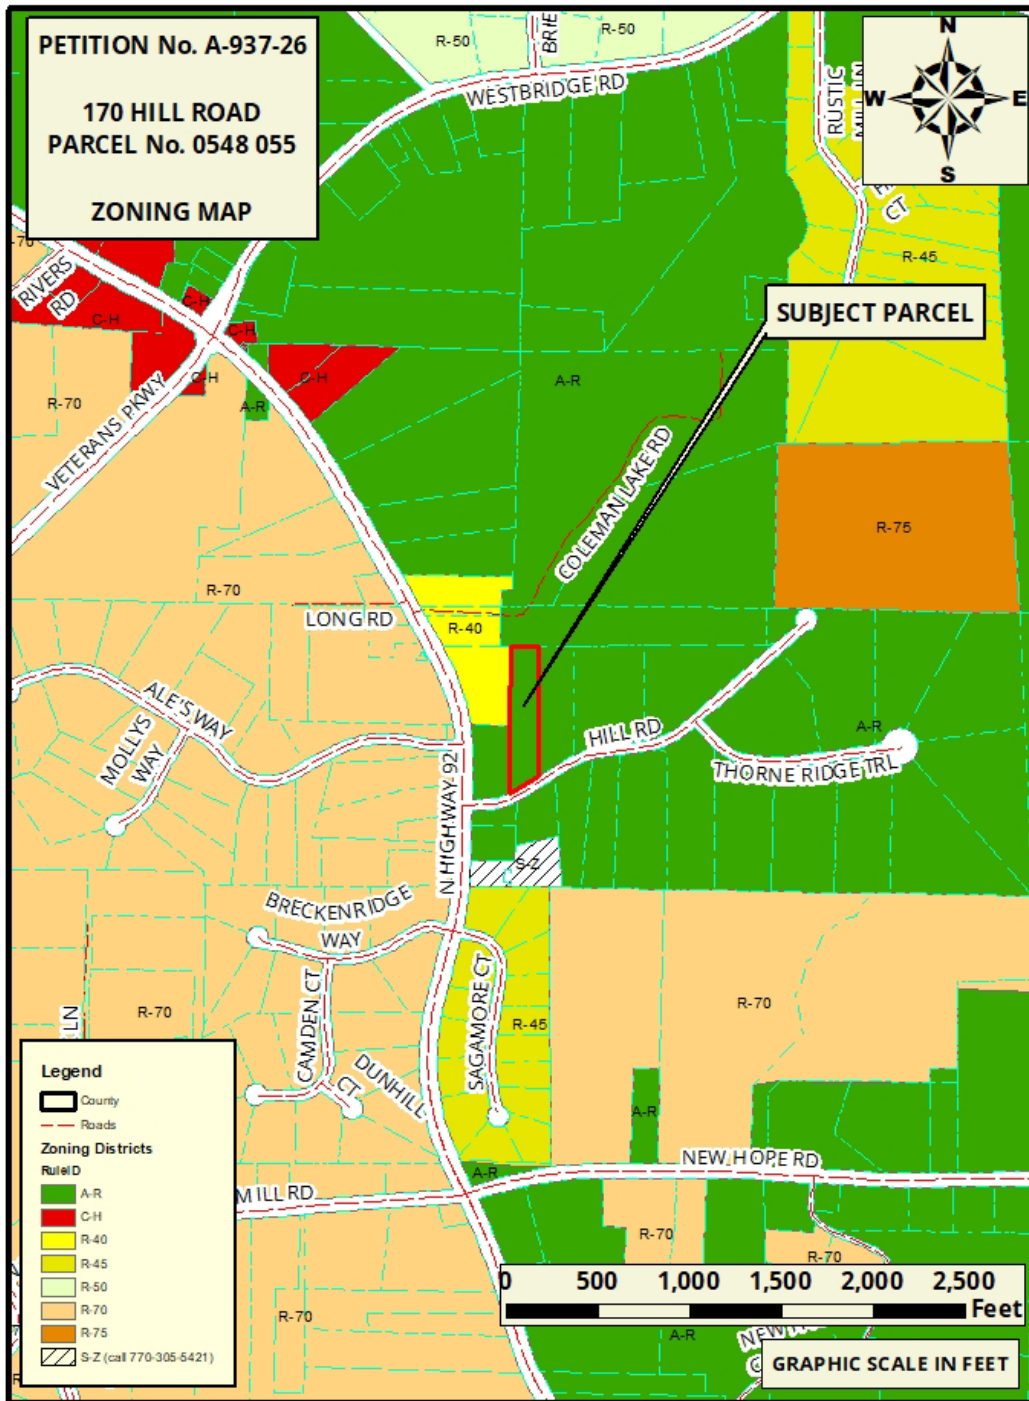 PETITION No. A-937-26
170 HILL ROAD
PARCEL No. 0548 055
ZONING MAP
R-50
R-50
WESTBRIDGE RD
RUSTIC
N
W
E
S
CT
R-45
RIVERS
RD
C-H
C-H
C-H
C-H
C-H
A-R
R-70
VETERANS PKWY
SUBJECT PARCEL
A-R
COLEMAN LAKE RD
R-75
R-70
LONG RD
R-40
ALE'S WAY
MOLLYS
WAY
HILL RD
A-R
THORNE RIDGE TRL
N HIGHWAY 92
S-Z
BRECKENRIDGE
WAY
CAMDEN CT
DUNHILL
CT
SAGAMORE CT
R-45
R-70
R-70
LN
A-R
A-R
NEW HOPE RD
MILL RD
R-70
R-70
R-70
A-R
Legend
County
Roads
Zoning Districts
RuleID
A-R
C-H
R-40
R-45
R-50
R-70
R-75
S-Z (call 770-305-5421)
0 500 1,000 1,500 2,000 2,500
Feet
GRAPHIC SCALE IN FEET